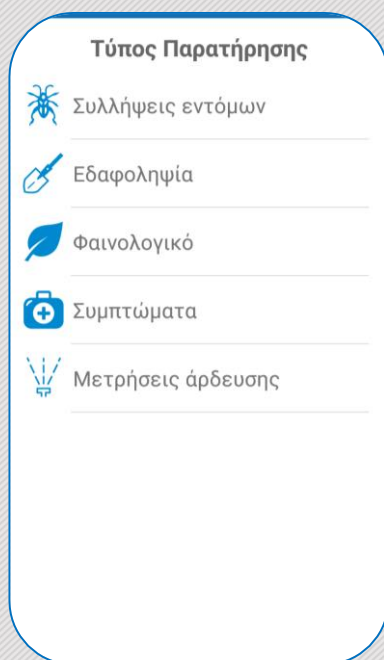 Τύπος Παρατήρησης
Συλλήψεις εντόμων
Εδαφοληψία
Φαινολογικό
Συμπτώματα
Μετρήσεις άρδευσης